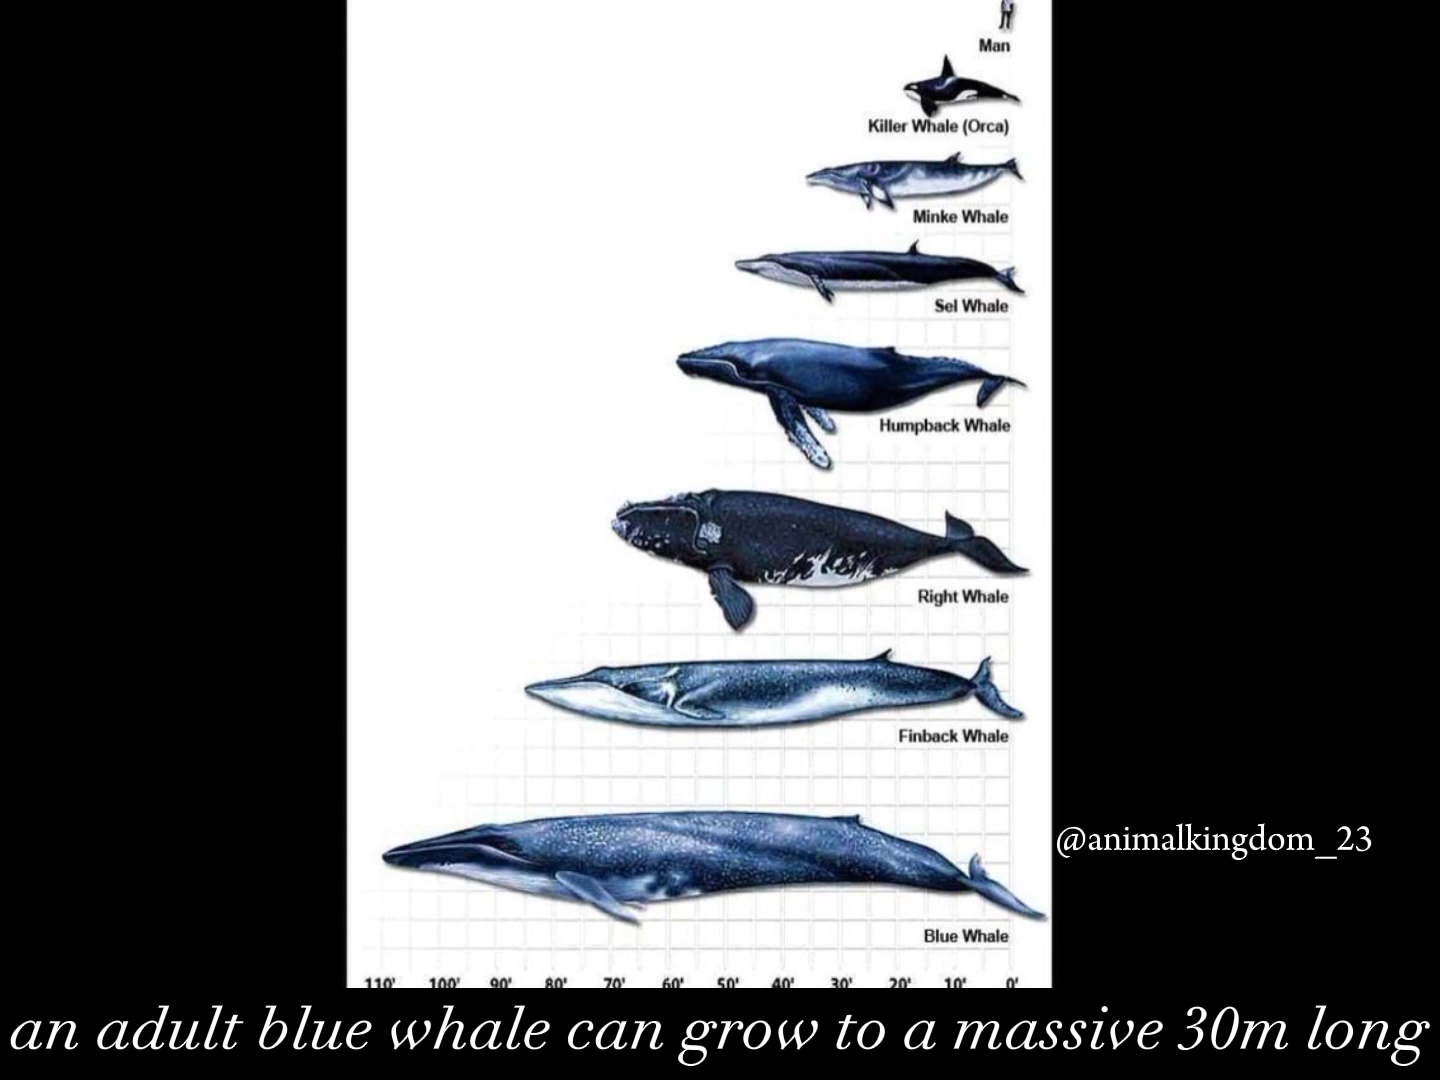 Man
Killer Whale (Orca)
Minke Whale
Sel Whale
Humpback Whale
Right Whale
Finback Whale
@animalkingdom_23
Blue Whale
110' 100' 90' 80' 70' 60' 50' 40' 30' 20' 10' 0'
an adult blue whale can grow to a massive 30m long